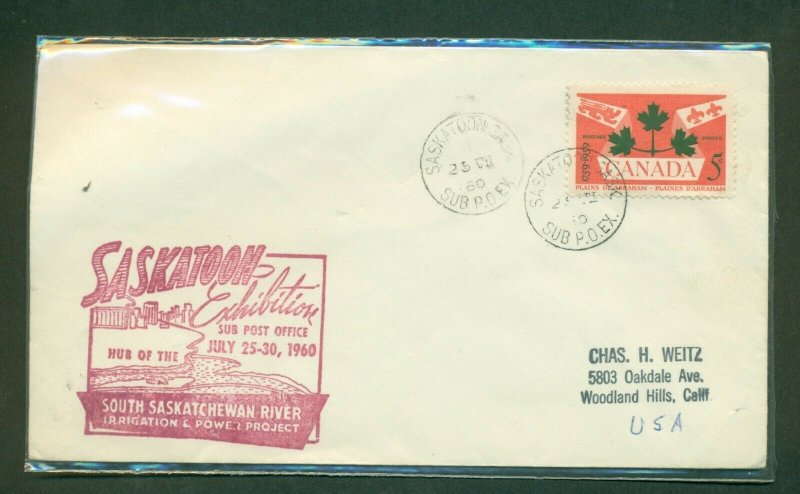 SASKATOON SASK.
25 VII
60
SUB P.O. EX.
SASKATOON SASK.
60
SUB P.O. EX.
POSTAGE POSTES
1759-1959
CANADA 5
PLAINS OF ABRAHAM - PLAINES D'ABRAHAM
SASKATOON
Exhibition
SUB POST OFFICE
JULY 25-30, 1960
HUB OF THE
SOUTH SASKATCHEWAN RIVER
IRRIGATION & POWER PROJECT
CHAS. H. WEITZ
5803 Oakdale Ave.
Woodland Hills, Calif
USA